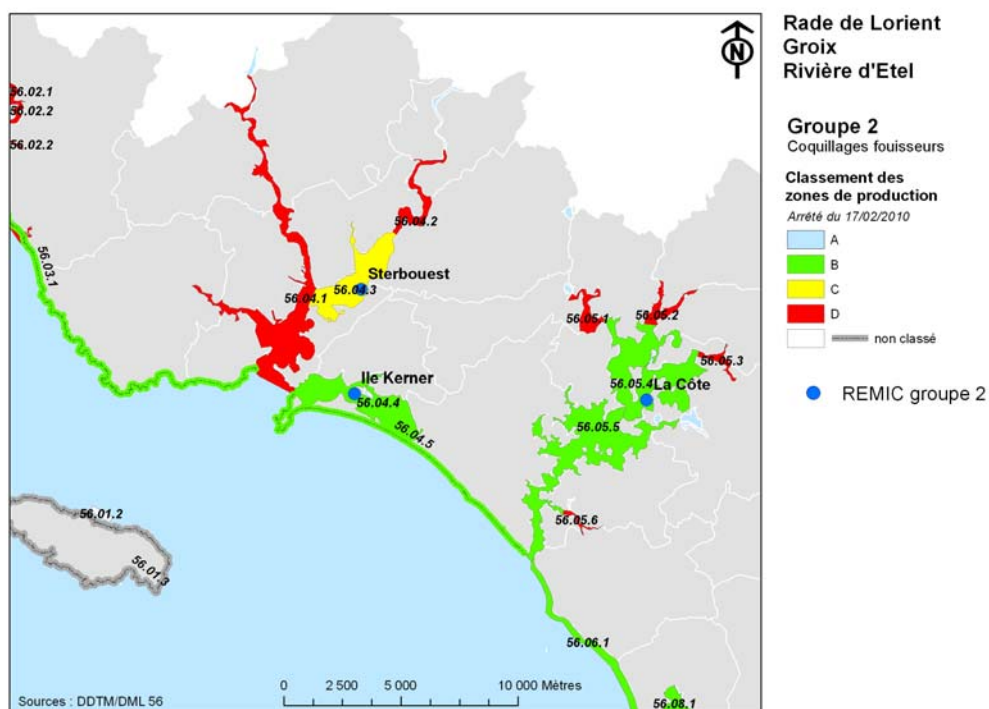 Rade de Lorient
Groix
Rivière d'Etel
Groupe 2
Coquillages fouisseurs
Classement des
zones de production
Arrêté du 17/02/2010
A
B
C
D
non classé
REMIC groupe 2
N
56.02.1
56.02.2
56.02.2
56.03.1
56.04.2
Sterbouest
56.04.1
56.04.3
56.05.1
56.05.2
56.05.3
Ile Kerner
56.04.4
56.04.5
56.05.4
La Côte
56.05.5
56.05.6
56.01.2
56.01.3
56.06.1
56.08.1
Sources : DDTM/DML 56
0 2 500 5 000 10 000 Mètres